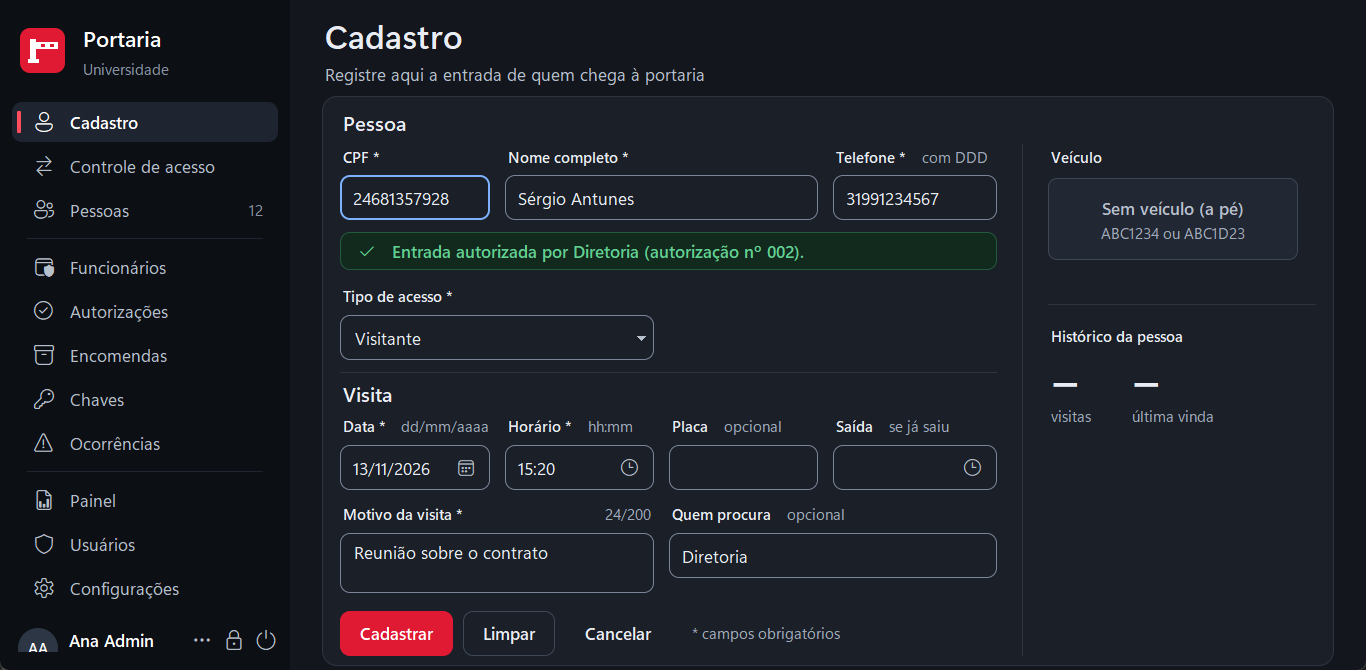 Portaria
Universidade
Cadastro
Controle de acesso
Pessoas 12
Funcionários
Autorizações
Encomendas
Chaves
Ocorrências
Painel
Usuários
Configurações
AA Ana Admin
Cadastro
Registre aqui a entrada de quem chega à portaria
Pessoa
CPF * Nome completo * Telefone * com DDD
24681357928 Sérgio Antunes 31991234567
Entrada autorizada por Diretoria (autorização nº 002).
Tipo de acesso *
Visitante
Visita
Data * dd/mm/aaaa Horário * hh:mm Placa opcional Saída se já saiu
13/11/2026 15:20
Motivo da visita * 24/200 Quem procura opcional
Reunião sobre o contrato Diretoria
Cadastrar Limpar Cancelar * campos obrigatórios
Veículo
Sem veículo (a pé)
ABC1234 ou ABC1D23
Histórico da pessoa
— —
visitas última vinda